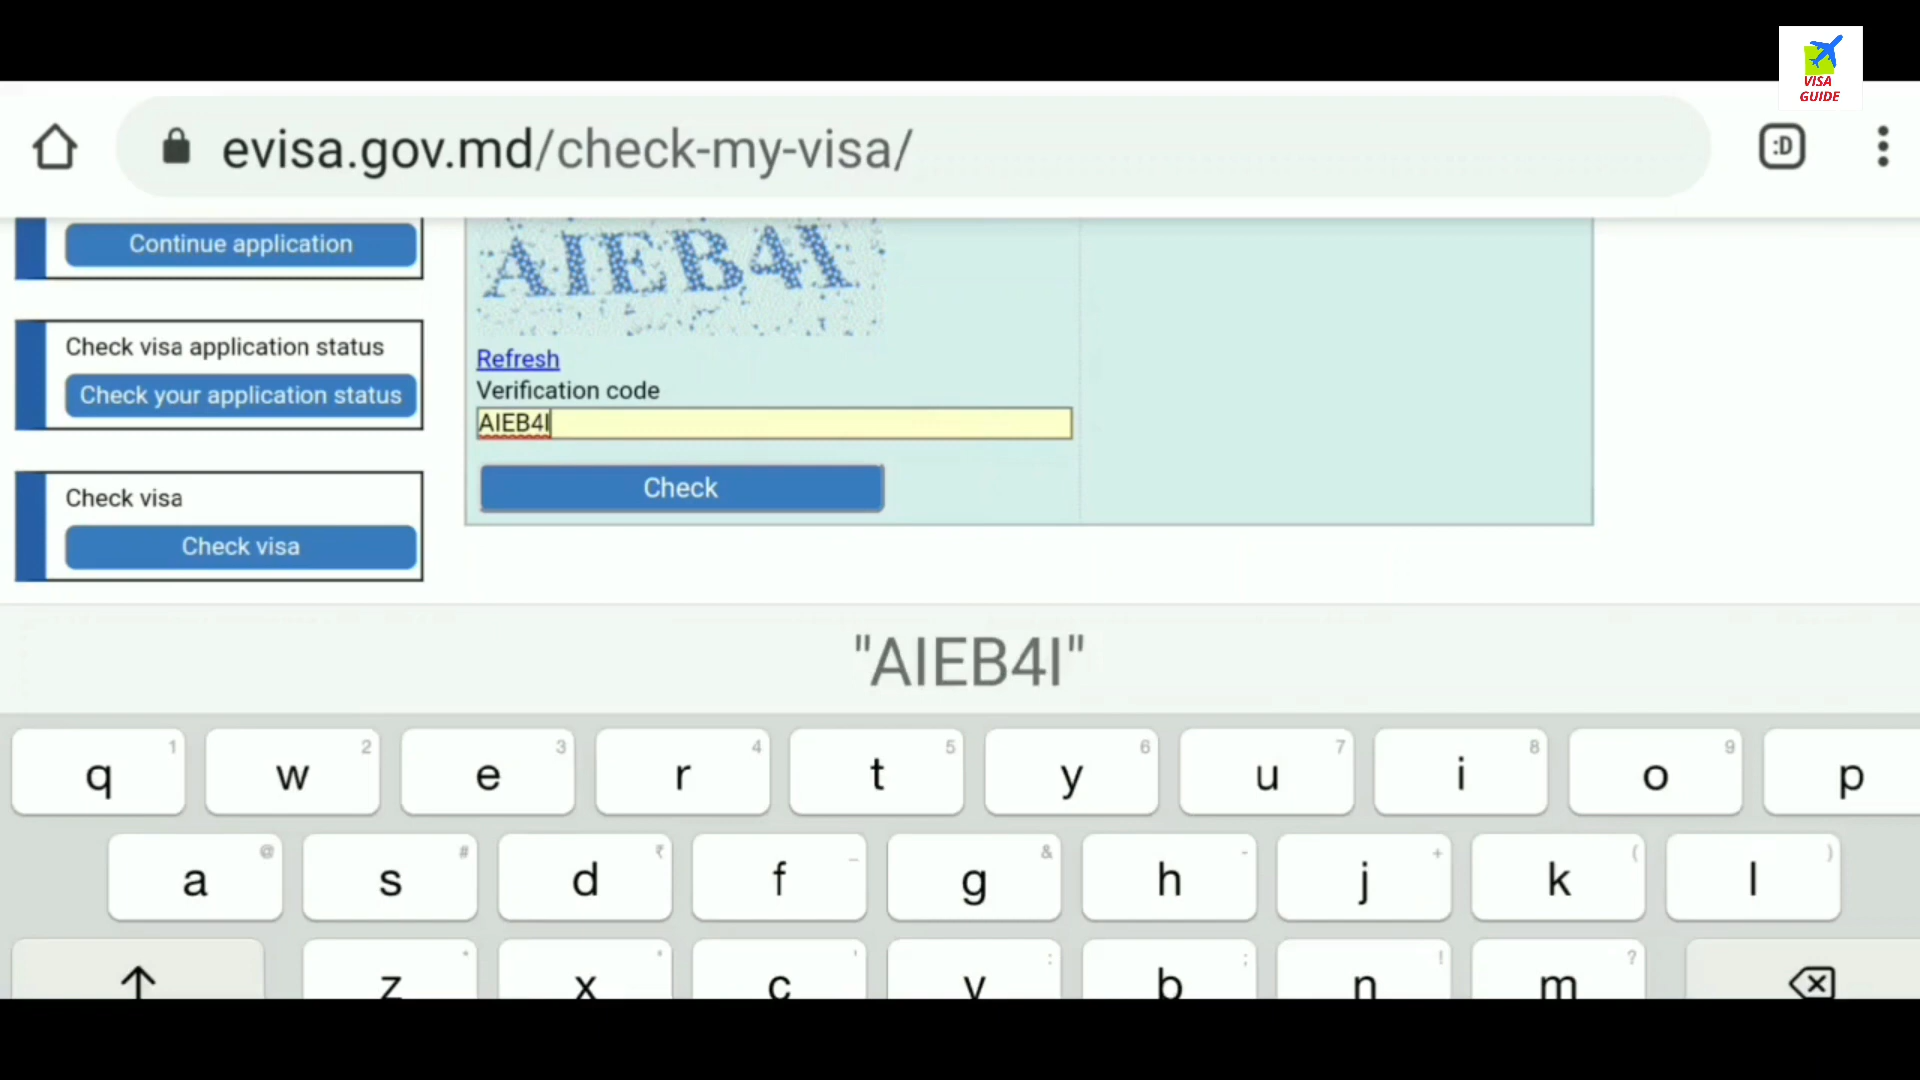 VISA
GUIDE
evisa.gov.md/check-my-visa/
:D
Continue application
AIEB4I
Check visa application status
Refresh
Check your application status
Verification code
AIEB4I
Check visa
Check
Check visa
"AIEB4I"
q 1 w 2 e 3 r 4 t 5 y 6 u 7 i 8 o 9 p
a @ s # d ₹ f _ g & h - j + k ( l )
z * x " c ' v : b ; n ! m ?